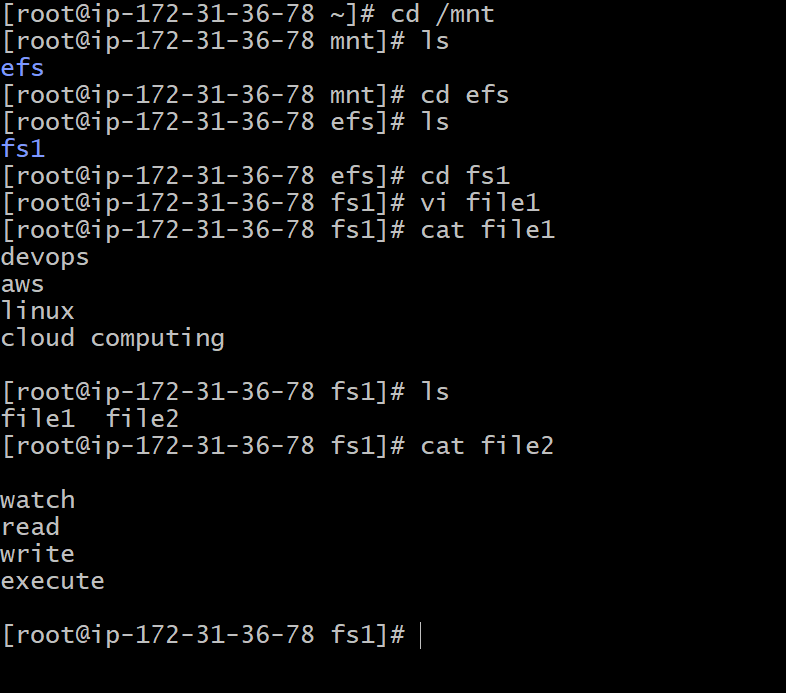 [root@ip-172-31-36-78 ~]# cd /mnt
[root@ip-172-31-36-78 mnt]# ls
efs
[root@ip-172-31-36-78 mnt]# cd efs
[root@ip-172-31-36-78 efs]# ls
fs1
[root@ip-172-31-36-78 efs]# cd fs1
[root@ip-172-31-36-78 fs1]# vi file1
[root@ip-172-31-36-78 fs1]# cat file1
devops
aws
linux
cloud computing
[root@ip-172-31-36-78 fs1]# ls
file1  file2
[root@ip-172-31-36-78 fs1]# cat file2
watch
read
write
execute
[root@ip-172-31-36-78 fs1]#